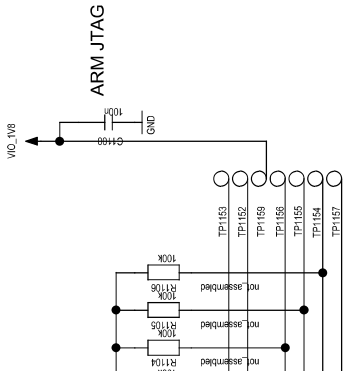 ARM JTAG
100n
GND
C1100
VIO_1V8
TP1153
TP1152
TP1159
TP1156
TP1155
TP1154
TP1157
100k
R1106
not_assembled
100k
R1105
not_assembled
100k
R1104
not_assembled